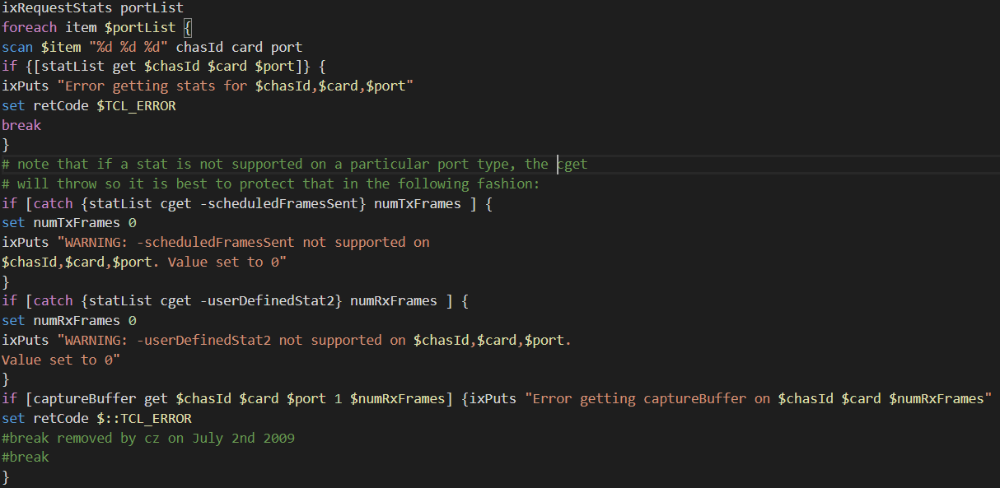 ixRequestStats portList
foreach item $portList {
scan $item "%d %d %d" chasId card port
if {[statList get $chasId $card $port]} {
ixPuts "Error getting stats for $chasId,$card,$port"
set retCode $TCL_ERROR
break
}
# note that if a stat is not supported on a particular port type, the cget
# will throw so it is best to protect that in the following fashion:
if [catch {statList cget -scheduledFramesSent} numTxFrames ] {
set numTxFrames 0
ixPuts "WARNING: -scheduledFramesSent not supported on
$chasId,$card,$port. Value set to 0"
}
if [catch {statList cget -userDefinedStat2} numRxFrames ] {
set numRxFrames 0
ixPuts "WARNING: -userDefinedStat2 not supported on $chasId,$card,$port.
Value set to 0"
}
if [captureBuffer get $chasId $card $port 1 $numRxFrames] {ixPuts "Error getting captureBuffer on $chasId $card $numRxFrames"
set retCode $::TCL_ERROR
#break removed by cz on July 2nd 2009
#break
}